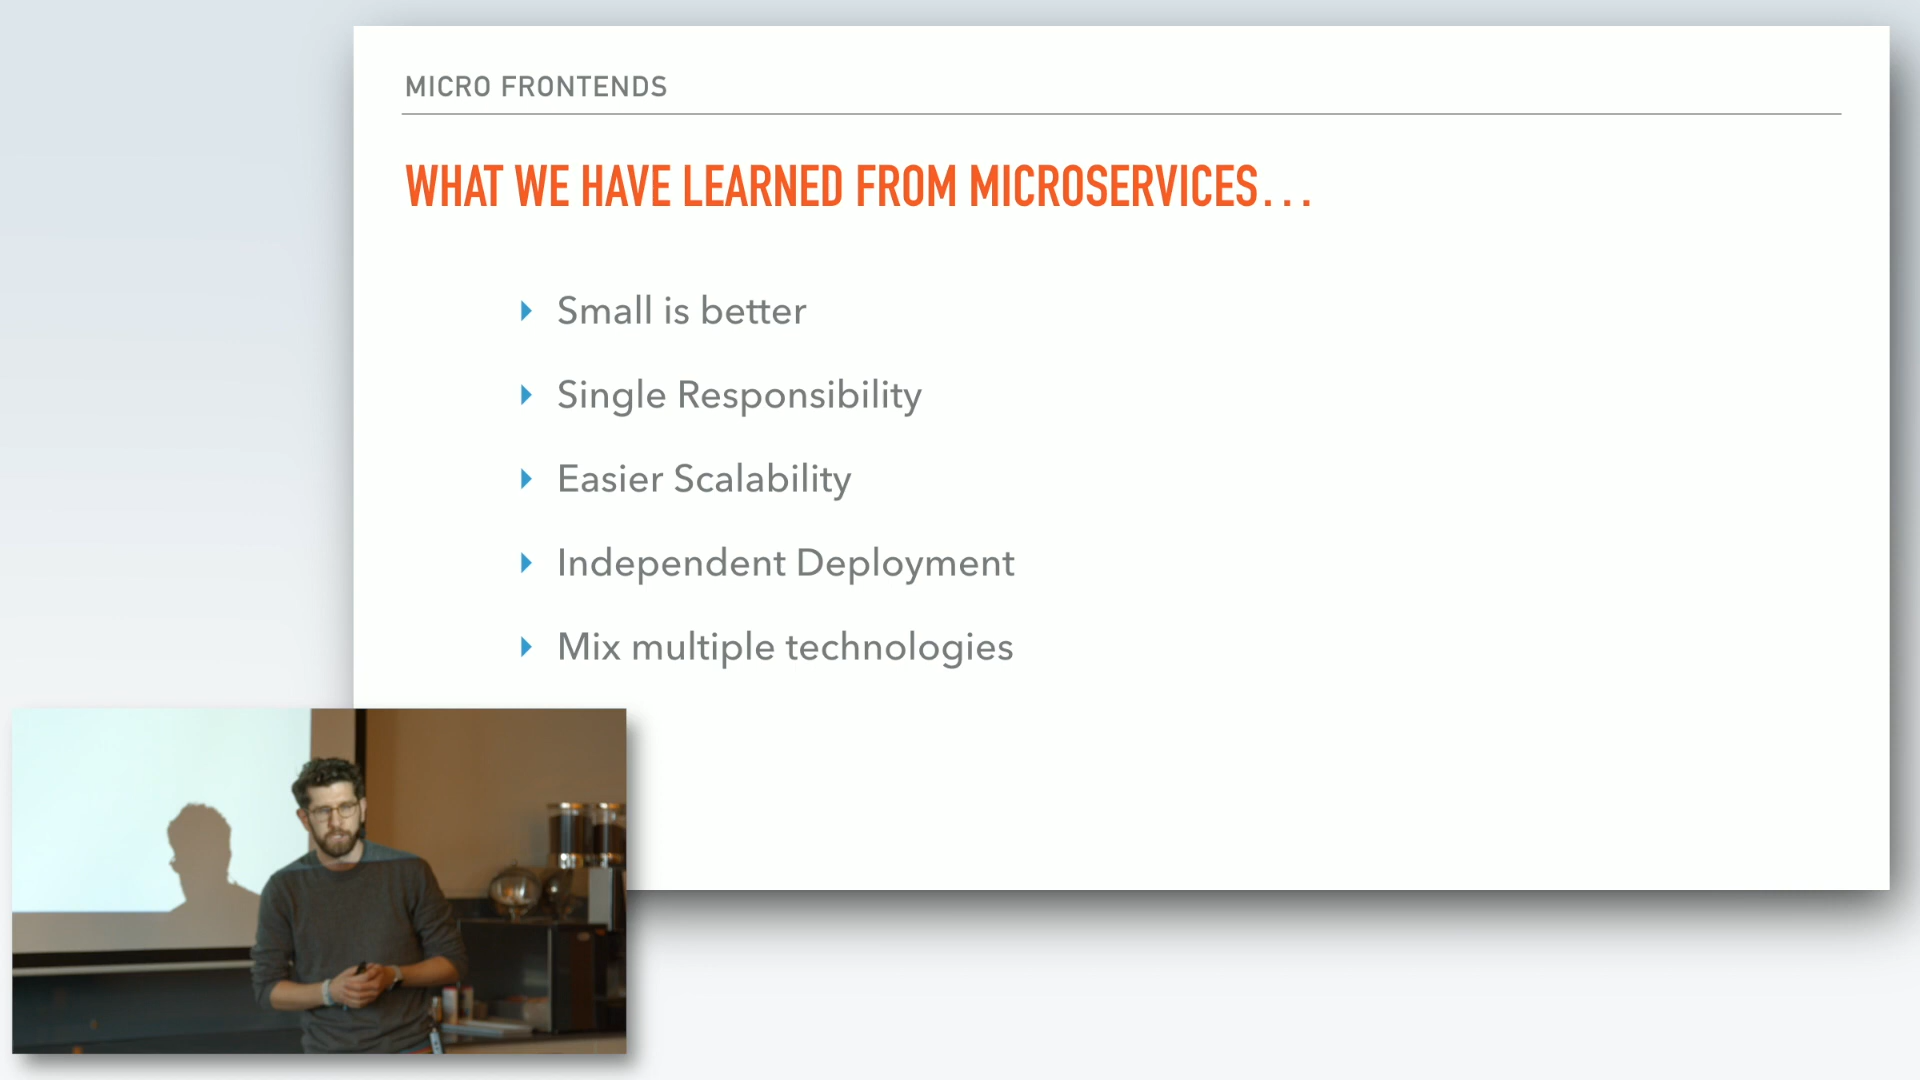 MICRO FRONTENDS
WHAT WE HAVE LEARNED FROM MICROSERVICES...
Small is better
Single Responsibility
Easier Scalability
Independent Deployment
Mix multiple technologies